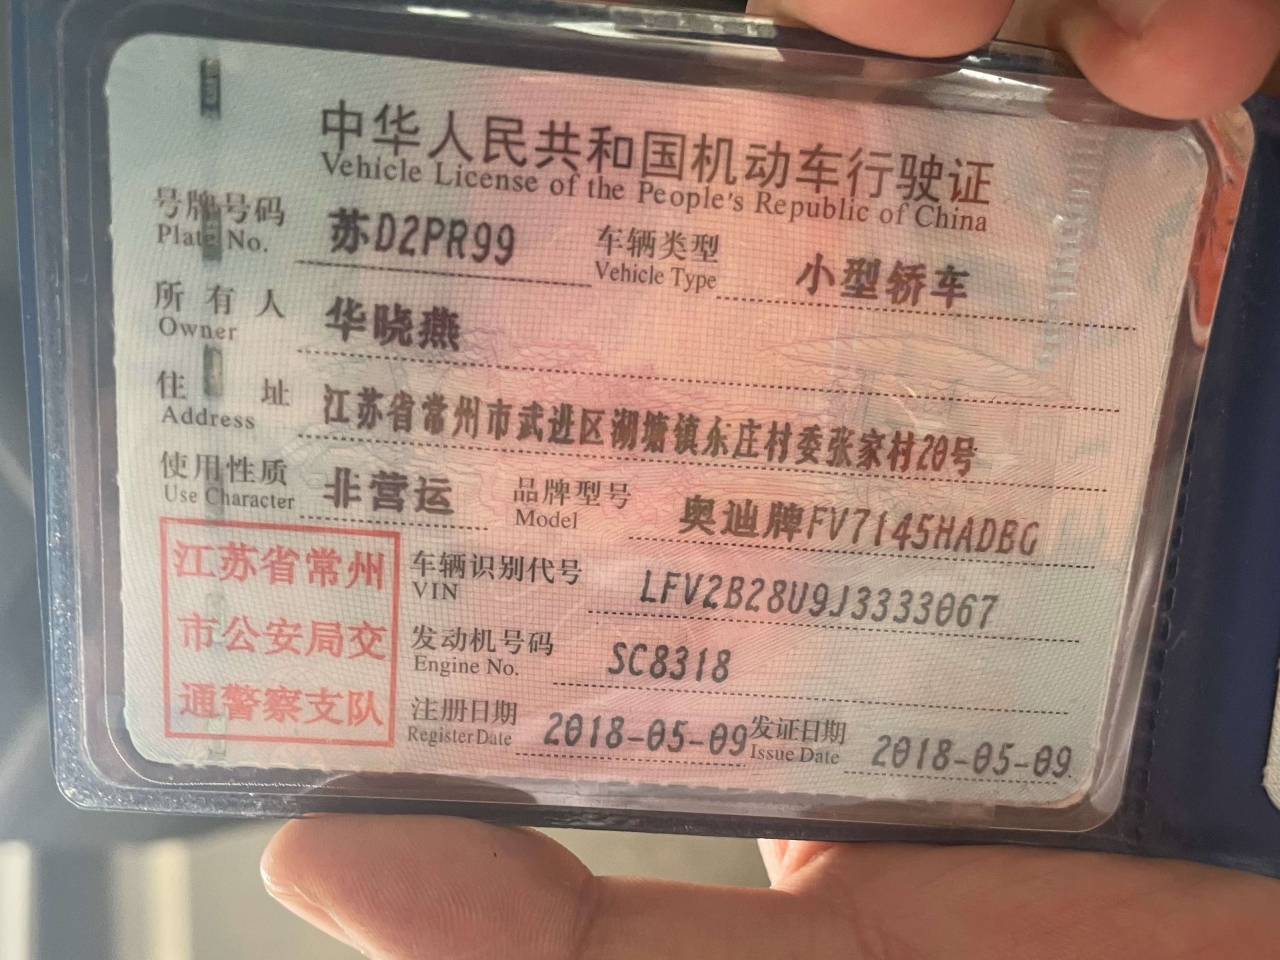 中华人民共和国机动车行驶证
Vehicle License of the People's Republic of China
号牌号码 苏D2PR99 车辆类型 小型轿车
Plate No. Vehicle Type
所有人 华晓燕
Owner
住址 江苏省常州市武进区湖塘镇东庄村委张家村20号
Address
使用性质 非营运 品牌型号 奥迪牌FV7145HADBG
Use Character Model
江苏省常州
市公安局交
通警察支队
车辆识别代号 LFV2B28U9J3333067
VIN
发动机号码 SC8318
Engine No.
注册日期 2018-05-09 发证日期 2018-05-09
Register Date Issue Date